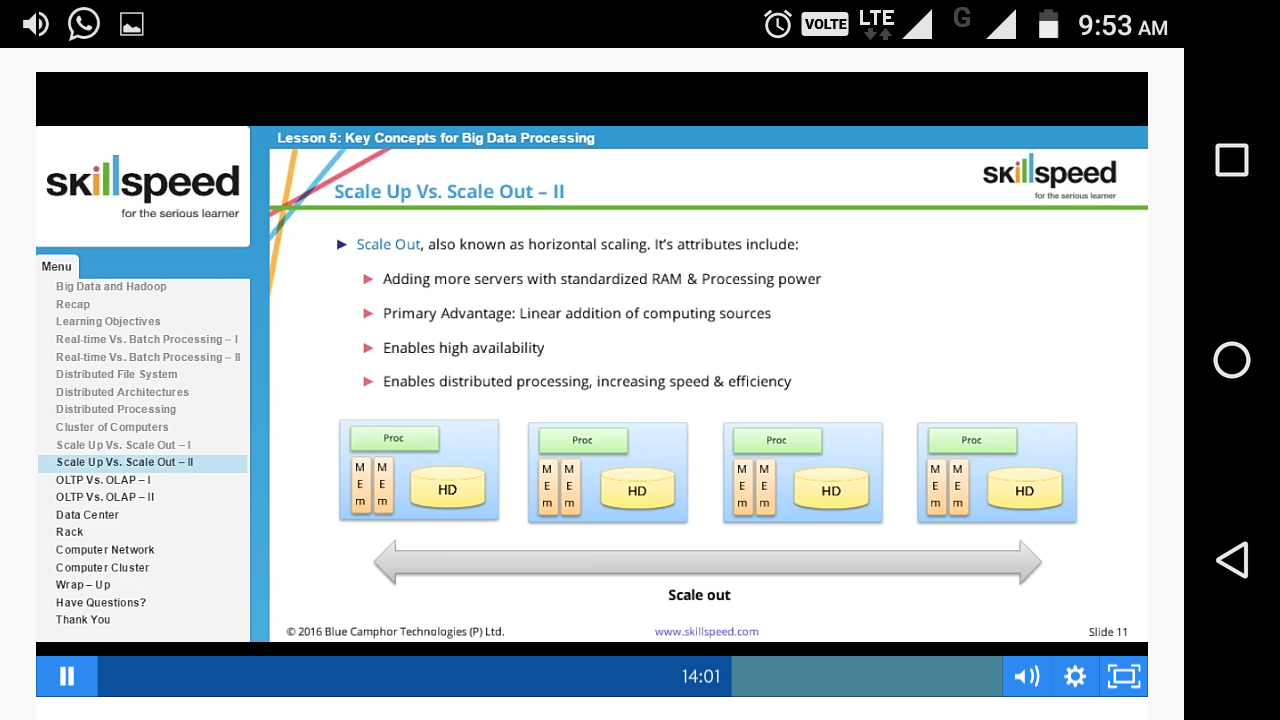 VOLTE LTE G 9:53 AM
Lesson 5: Key Concepts for Big Data Processing
skillspeed
for the serious learner
Menu
Big Data and Hadoop
Recap
Learning Objectives
Real-time Vs. Batch Processing – I
Real-time Vs. Batch Processing – II
Distributed File System
Distributed Architectures
Distributed Processing
Cluster of Computers
Scale Up Vs. Scale Out – I
Scale Up Vs. Scale Out – II
OLTP Vs. OLAP – I
OLTP Vs. OLAP – II
Data Center
Rack
Computer Network
Computer Cluster
Wrap – Up
Have Questions?
Thank You
Scale Up Vs. Scale Out – II
skillspeed
for the serious learner
Scale Out, also known as horizontal scaling. It's attributes include:
Adding more servers with standardized RAM & Processing power
Primary Advantage: Linear addition of computing sources
Enables high availability
Enables distributed processing, increasing speed & efficiency
Proc
M E m
M E m
HD
Proc
M E m
M E m
HD
Proc
M E m
M E m
HD
Proc
M E m
M E m
HD
Scale out
© 2016 Blue Camphor Technologies (P) Ltd.
www.skillspeed.com
Slide 11
14:01